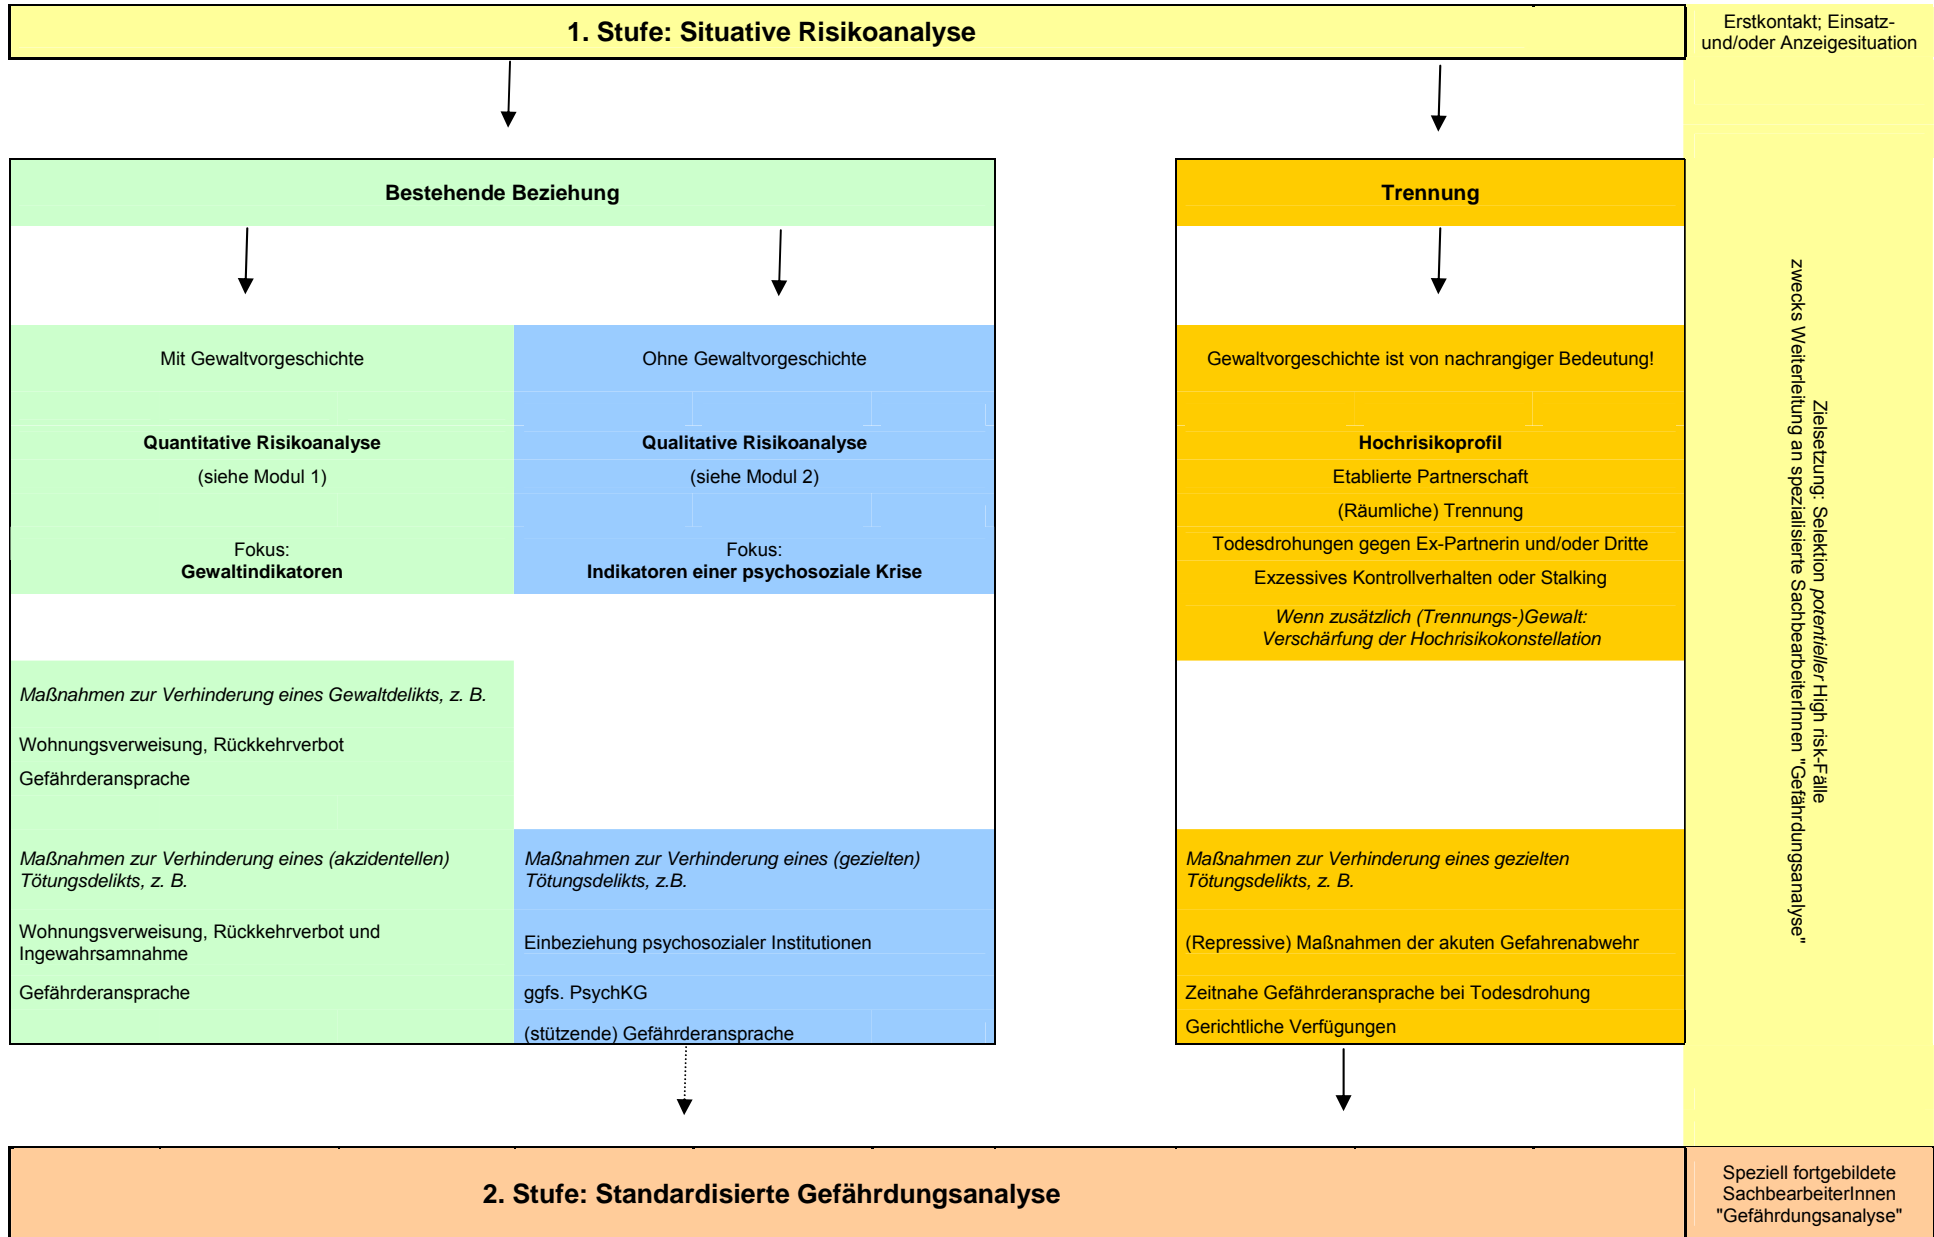 1. Stufe: Situative Risikoanalyse
Erstkontakt; Einsatz-
und/oder Anzeigesituation
Bestehende Beziehung
Mit Gewaltvorgeschichte
Quantitative Risikoanalyse
(siehe Modul 1)
Fokus:
Gewaltindikatoren
Maßnahmen zur Verhinderung eines Gewaltdelikts, z. B.
Wohnungsverweisung, Rückkehrverbot
Gefährderansprache
Maßnahmen zur Verhinderung eines (akzidentellen)
Tötungsdelikts, z. B.
Wohnungsverweisung, Rückkehrverbot und
Ingewahrsamnahme
Gefährderansprache
Ohne Gewaltvorgeschichte
Qualitative Risikoanalyse
(siehe Modul 2)
Fokus:
Indikatoren einer psychosoziale Krise
Maßnahmen zur Verhinderung eines (gezielten)
Tötungsdelikts, z.B.
Einbeziehung psychosozialer Institutionen
ggfs. PsychKG
(stützende) Gefährderansprache
Trennung
Gewaltvorgeschichte ist von nachrangiger Bedeutung!
Hochrisikoprofil
Etablierte Partnerschaft
(Räumliche) Trennung
Todesdrohungen gegen Ex-Partnerin und/oder Dritte
Exzessives Kontrollverhalten oder Stalking
Wenn zusätzlich (Trennungs-)Gewalt:
Verschärfung der Hochrisikokonstellation
Maßnahmen zur Verhinderung eines gezielten
Tötungsdelikts, z. B.
(Repressive) Maßnahmen der akuten Gefahrenabwehr
Zeitnahe Gefährderansprache bei Todesdrohung
Gerichtliche Verfügungen
Zielsetzung: Selektion potentieller High risk-Fälle
zwecks Weiterleitung an spezialisierte SachbearbeiterInnen "Gefährdungsanalyse"
2. Stufe: Standardisierte Gefährdungsanalyse
Speziell fortgebildete
SachbearbeiterInnen
"Gefährdungsanalyse"